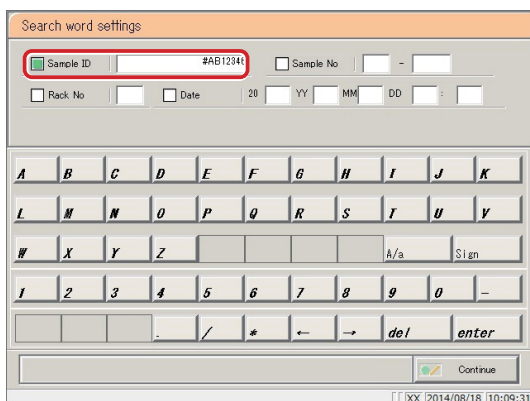 Search word settings
Sample ID #AB12345 Sample No -
Rack No Date 20 YY MM DD :
A B C D E F G H I J K
L M N O P Q R S T U V
W X Y Z A/a Sign
1 2 3 4 5 6 7 8 9 0 -
. / * ← → del enter
Continue
XX 2014/08/18 10:09:31